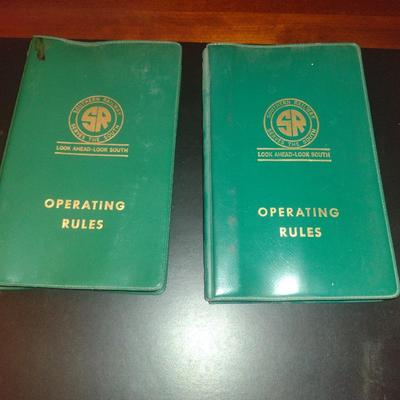 SOUTHERN RAILWAY
SR
SERVES THE SOUTH
LOOK AHEAD-LOOK SOUTH
OPERATING
RULES
SOUTHERN RAILWAY
SR
SERVES THE SOUTH
LOOK AHEAD-LOOK SOUTH
OPERATING
RULES